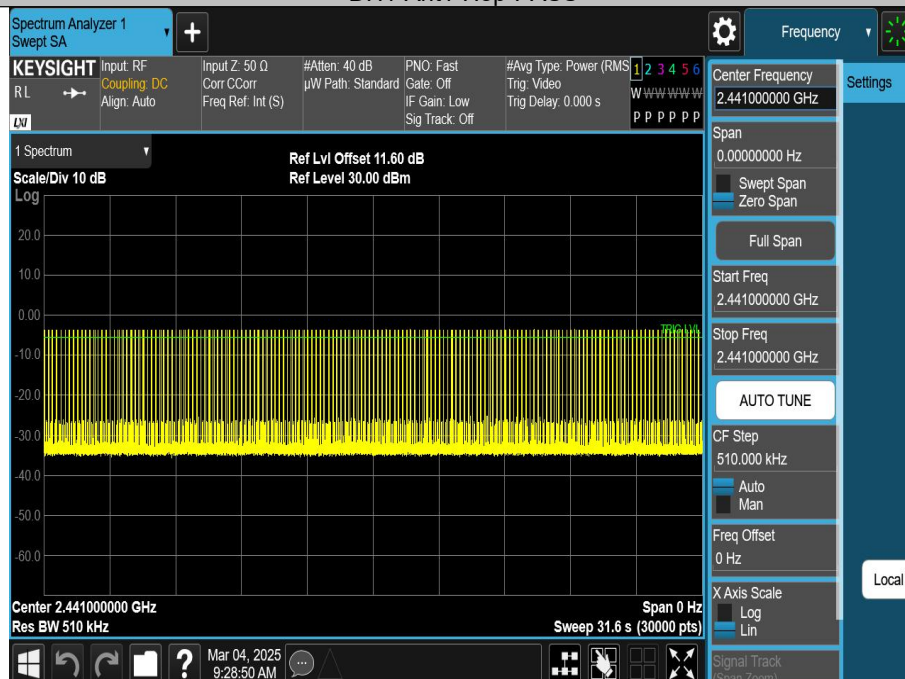 Spectrum Analyzer 1
Swept SA
Frequency
KEYSIGHT
RL
LXI
Input: RF
Coupling: DC
Align: Auto
Input Z: 50 Ω
Corr CCorr
Freq Ref: Int (S)
#Atten: 40 dB
µW Path: Standard
PNO: Fast
Gate: Off
IF Gain: Low
Sig Track: Off
#Avg Type: Power (RMS
Trig: Video
Trig Delay: 0.000 s
1 2 3 4 5 6
W W W W W W
P P P P P P
Center Frequency
2.441000000 GHz
Settings
Span
0.00000000 Hz
Swept Span
Zero Span
Full Span
Start Freq
2.441000000 GHz
Stop Freq
2.441000000 GHz
AUTO TUNE
CF Step
510.000 kHz
Auto
Man
Freq Offset
0 Hz
X Axis Scale
Log
Lin
Signal Track
(Span Zoom)
Local
1 Spectrum
Scale/Div 10 dB
Ref Lvl Offset 11.60 dB
Ref Level 30.00 dBm
Log
20.0
10.0
0.00
TRIG LVL
-10.0
-20.0
-30.0
-40.0
-50.0
-60.0
Center 2.441000000 GHz
Span 0 Hz
Res BW 510 kHz
Sweep 31.6 s (30000 pts)
Mar 04, 2025
9:28:50 AM